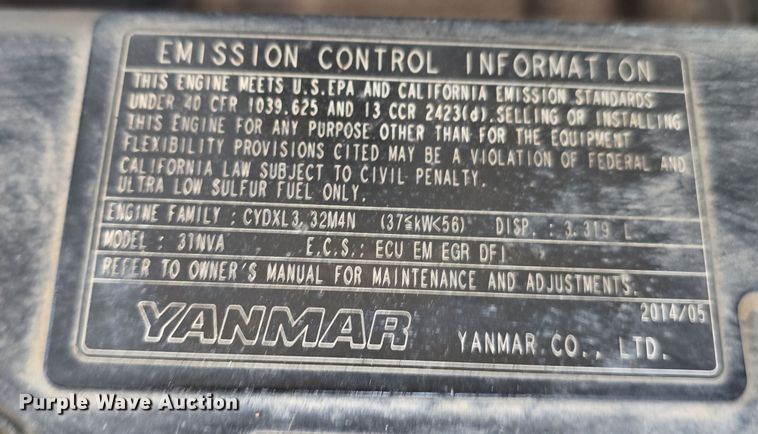 EMISSION CONTROL INFORMATION
THIS ENGINE MEETS U.S.EPA AND CALIFORNIA EMISSION STANDARDS
UNDER 40 CFR 1039.625 AND 13 CCR 2423(d).SELLING OR INSTALLING
THIS ENGINE FOR ANY PURPOSE OTHER THAN FOR THE EQUIPMENT
FLEXIBILITY PROVISIONS CITED MAY BE A VIOLATION OF FEDERAL AND
CALIFORNIA LAW SUBJECT TO CIVIL PENALTY.
ULTRA LOW SULFUR FUEL ONLY.
ENGINE FAMILY : CYDXL3.32M4N (37≦kW<56) DISP. : 3.319 L
MODEL : 31NVA E.C.S.: ECU EM EGR DFI
REFER TO OWNER'S MANUAL FOR MAINTENANCE AND ADJUSTMENTS.
2014/05
YANMAR YANMAR CO., LTD.
Purple Wave Auction